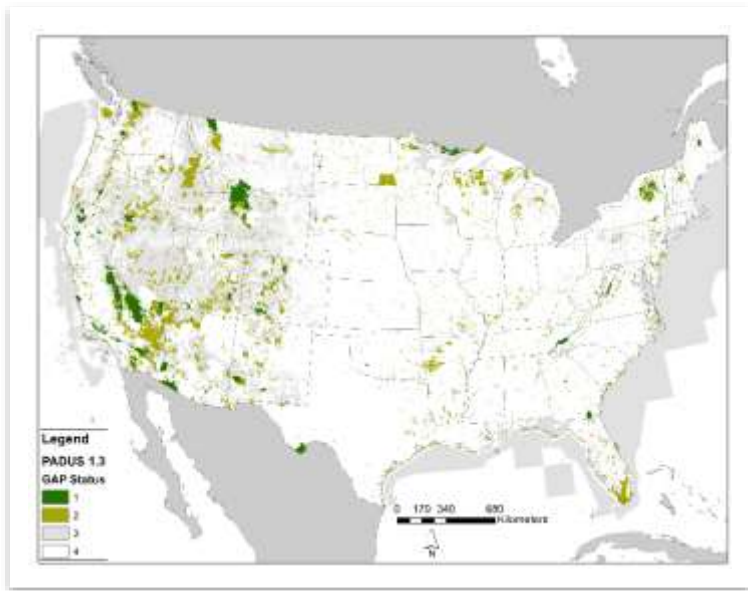 Legend
PADUS 1.3
GAP Status
1
2
3
4
0 170 340 680
Kilometers
N